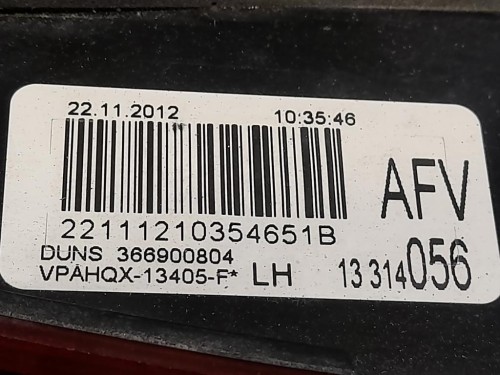 22.11.2012 10:35:46
AFV
22111210354651B
DUNS 366900804
VPAHQX-13405-F* LH 13 314 056